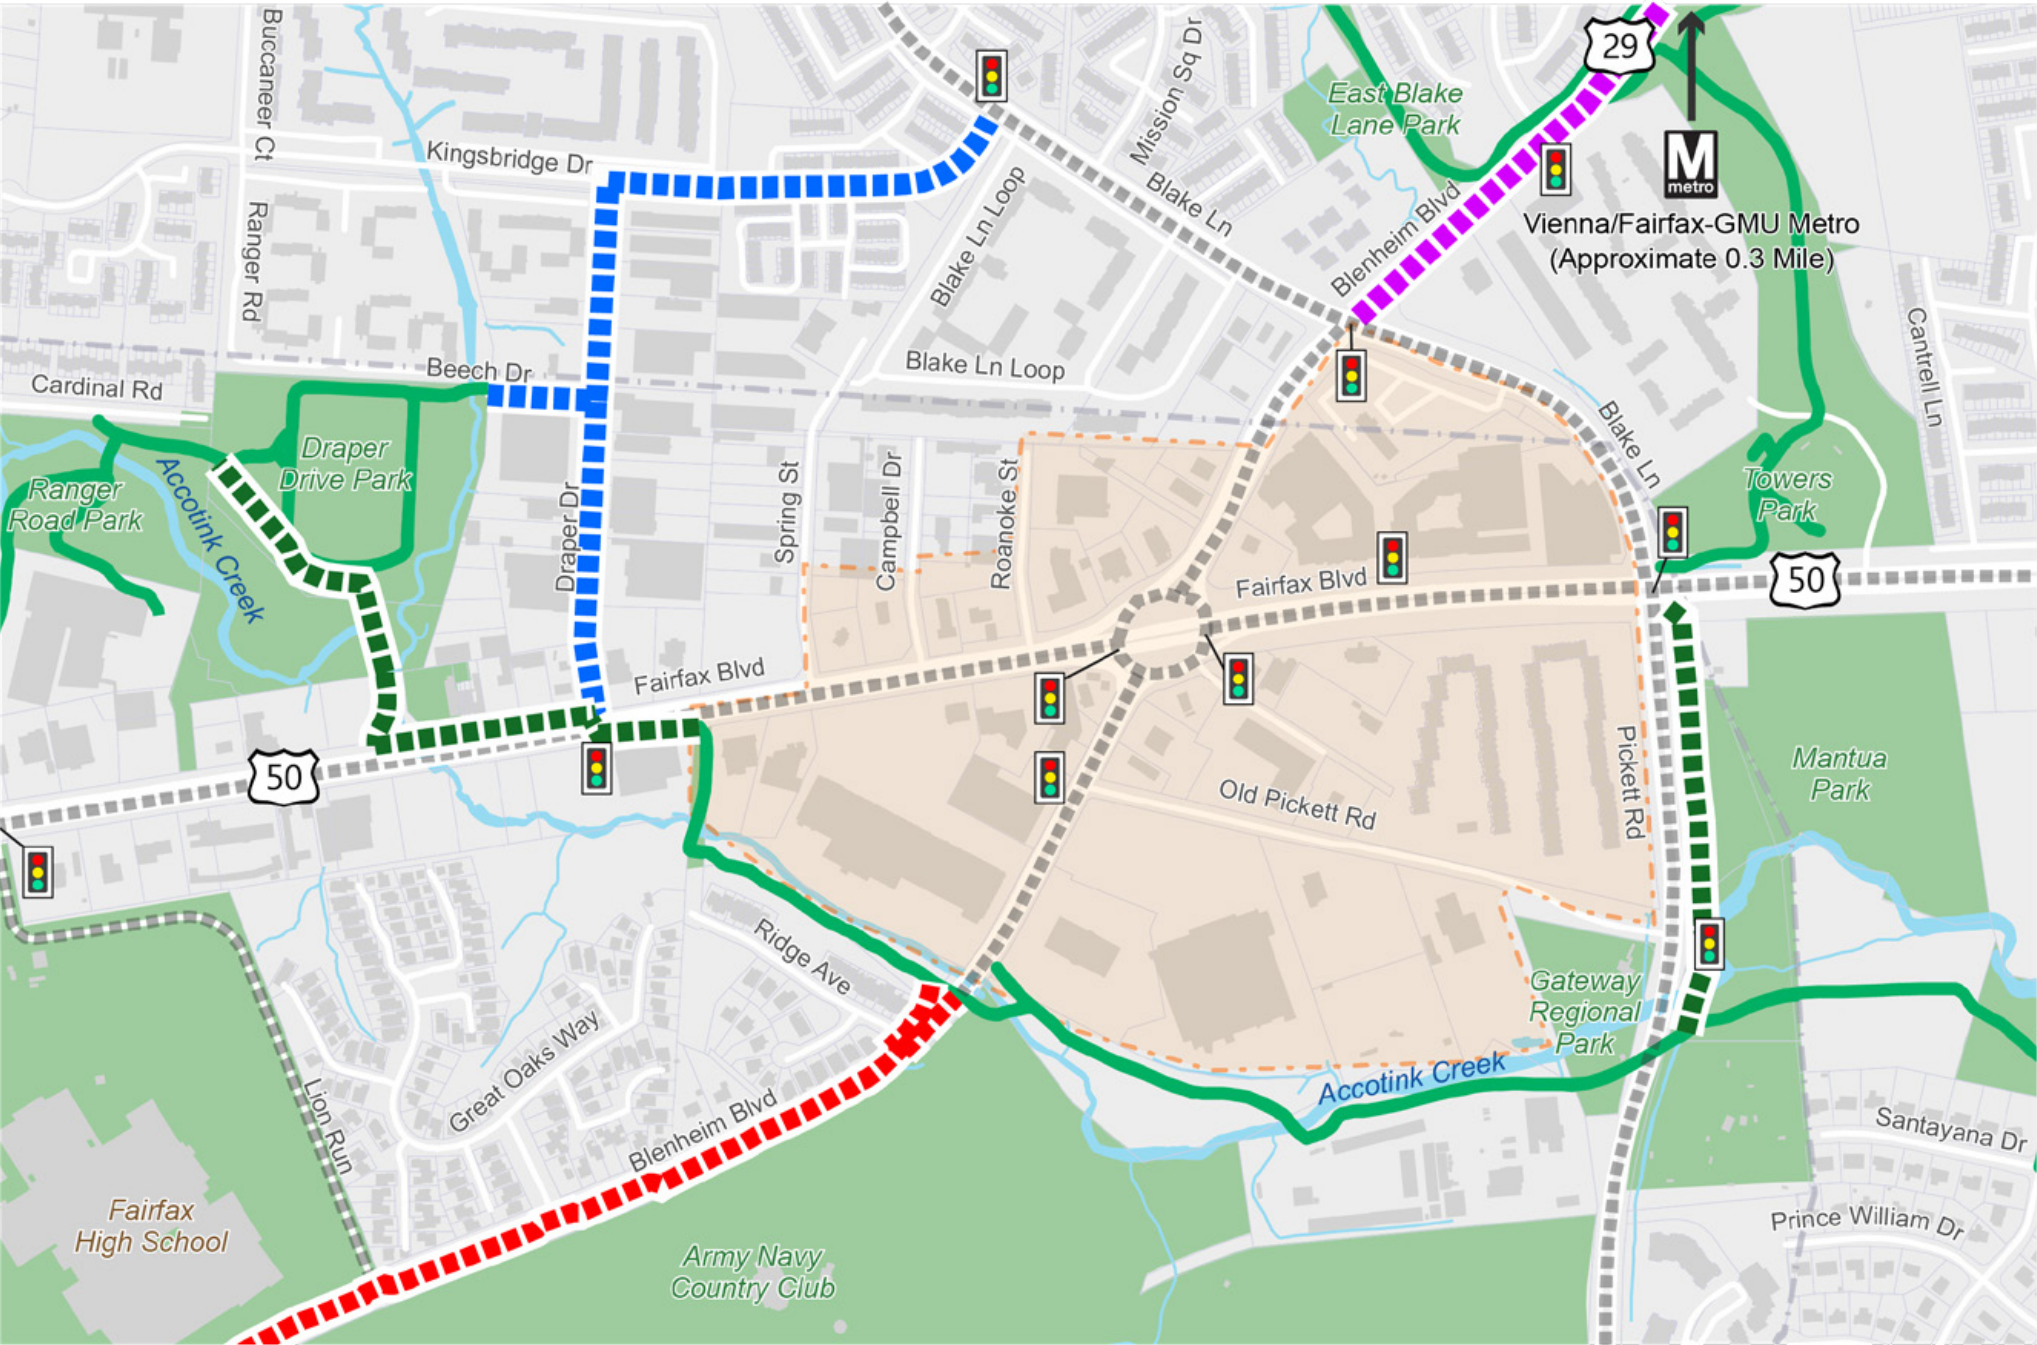 Buccaneer Ct
Mission Sq Dr
29
East Blake
Lane Park
Kingsbridge Dr
M
metro
Vienna/Fairfax-GMU Metro
(Approximate 0.3 Mile)
Blake Ln
Blenheim Blvd
Blake Ln Loop
Ranger Rd
Beech Dr
Blake Ln Loop
Cardinal Rd
Cantrell Ln
Draper
Drive Park
Blake Ln
Ranger
Road Park
Accotink Creek
Draper Dr
Spring St
Campbell Dr
Roanoke St
Towers
Park
Fairfax Blvd
50
Fairfax Blvd
50
Old Pickett Rd
Pickett Rd
Mantua
Park
Ridge Ave
Gateway
Regional
Park
Great Oaks Way
Accotink Creek
Lion Run
Blenheim Blvd
Santayana Dr
Fairfax
High School
Prince William Dr
Army Navy
Country Club